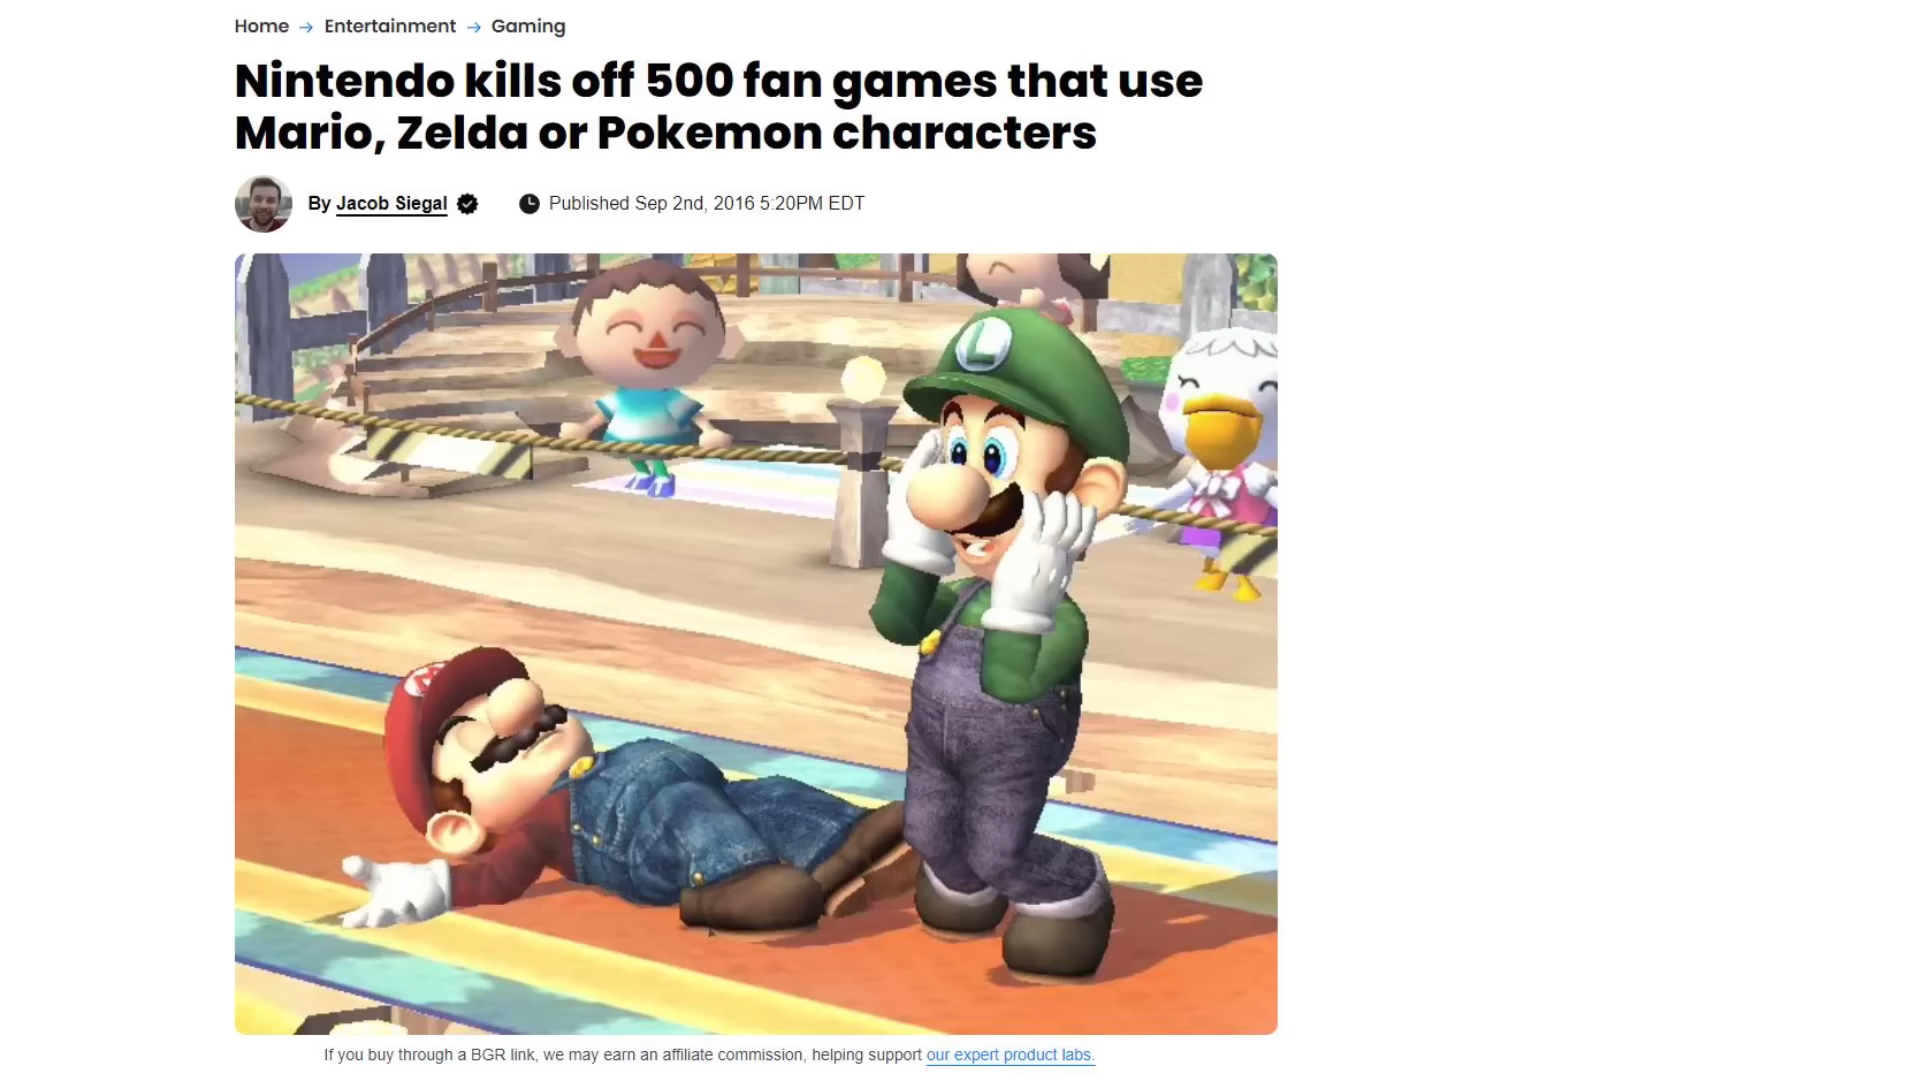 Home → Entertainment → Gaming
Nintendo kills off 500 fan games that use
Mario, Zelda or Pokemon characters
By Jacob Siegal
Published Sep 2nd, 2016 5:20PM EDT
L
M
If you buy through a BGR link, we may earn an affiliate commission, helping support our expert product labs.